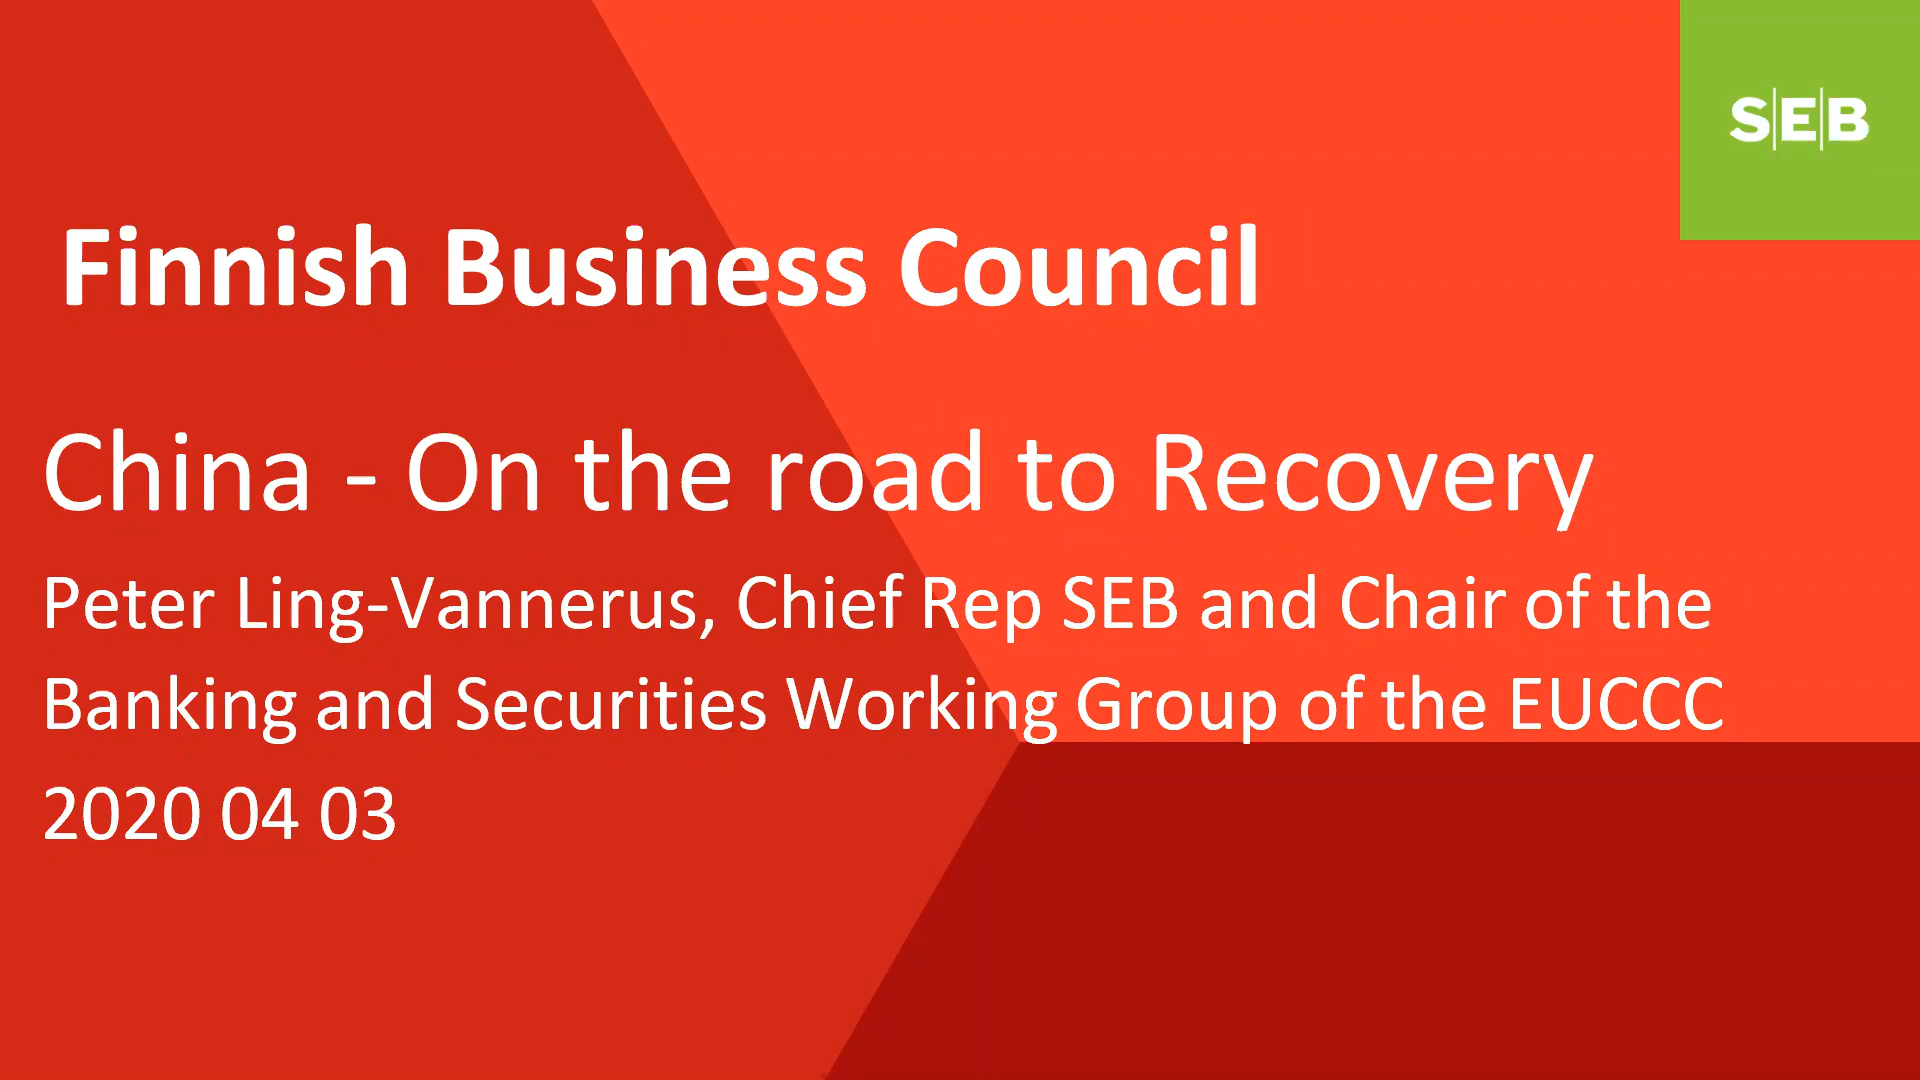 SEB
Finnish Business Council
China - On the road to Recovery
Peter Ling-Vannerus, Chief Rep SEB and Chair of the
Banking and Securities Working Group of the EUCCC
2020 04 03